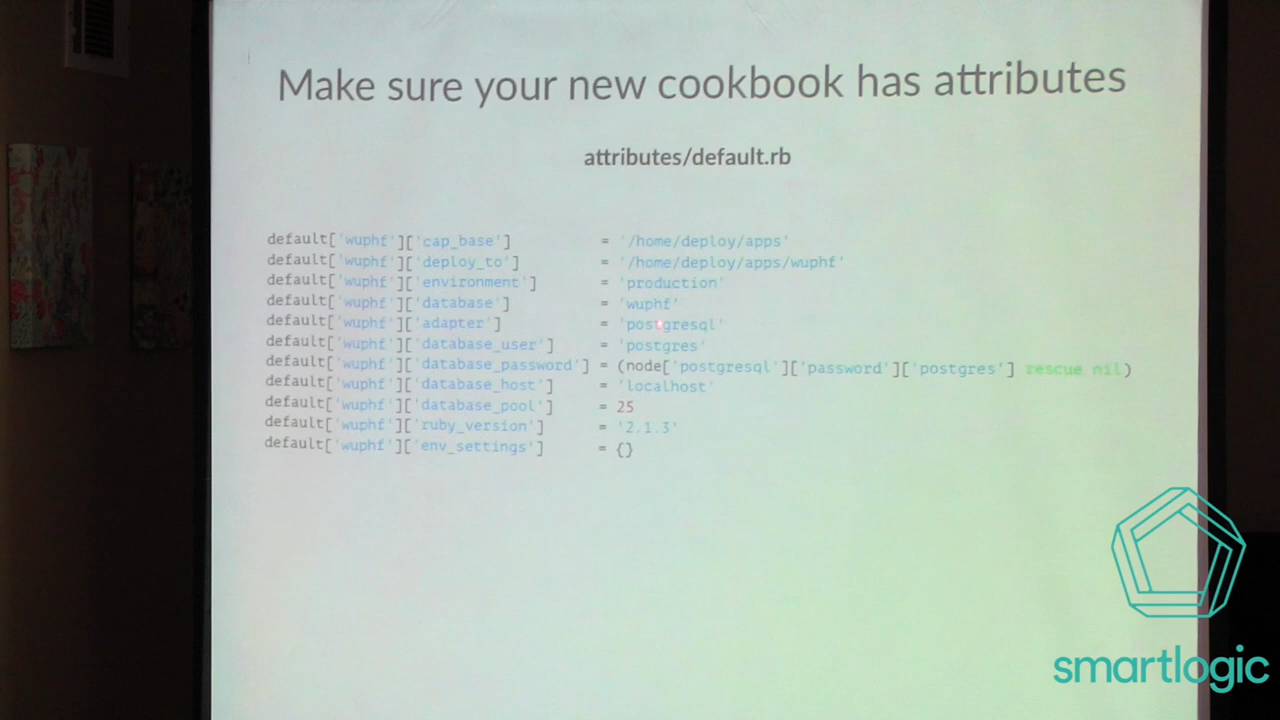 Make sure your new cookbook has attributes
attributes/default.rb
default['wuphf']['cap_base'] = '/home/deploy/apps'
default['wuphf']['deploy_to'] = '/home/deploy/apps/wuphf'
default['wuphf']['environment'] = 'production'
default['wuphf']['database'] = 'wuphf'
default['wuphf']['adapter'] = 'postgresql'
default['wuphf']['database_user'] = 'postgres'
default['wuphf']['database_password'] = (node['postgresql']['password']['postgres'] rescue nil)
default['wuphf']['database_host'] = 'localhost'
default['wuphf']['database_pool'] = 25
default['wuphf']['ruby_version'] = '2.1.3'
default['wuphf']['env_settings'] = {}
smartlogic